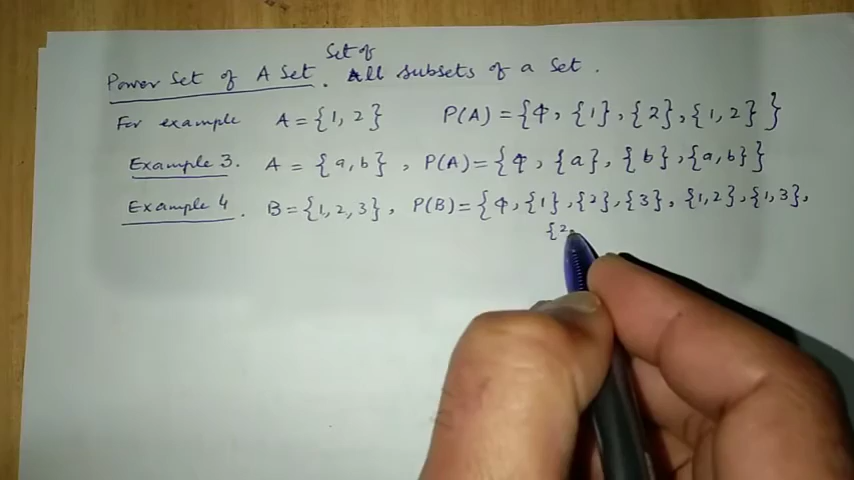 Set of
Power Set of A Set. All subsets of a Set.
For example A = {1, 2} P(A) = {Φ, {1}, {2}, {1, 2}}
Example 3. A = {a, b}, P(A) = {Φ, {a}, {b}, {a, b}}
Example 4. B = {1, 2, 3}, P(B) = {Φ, {1}, {2}, {3}, {1, 2}, {1, 3},
{2,